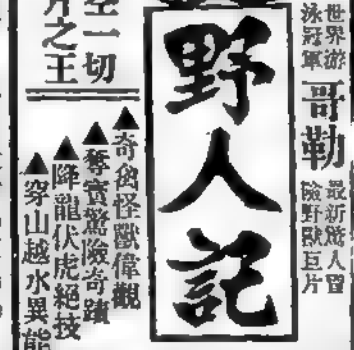 世界游
泳冠軍
哥勒
最新驚人冒
險野獸巨片
野人記
空一切
片之王
▲奇禽怪獸偉觀
▲奪寶驚險奇蹟
▲降龍伏虎絕技
▲穿山越水異能